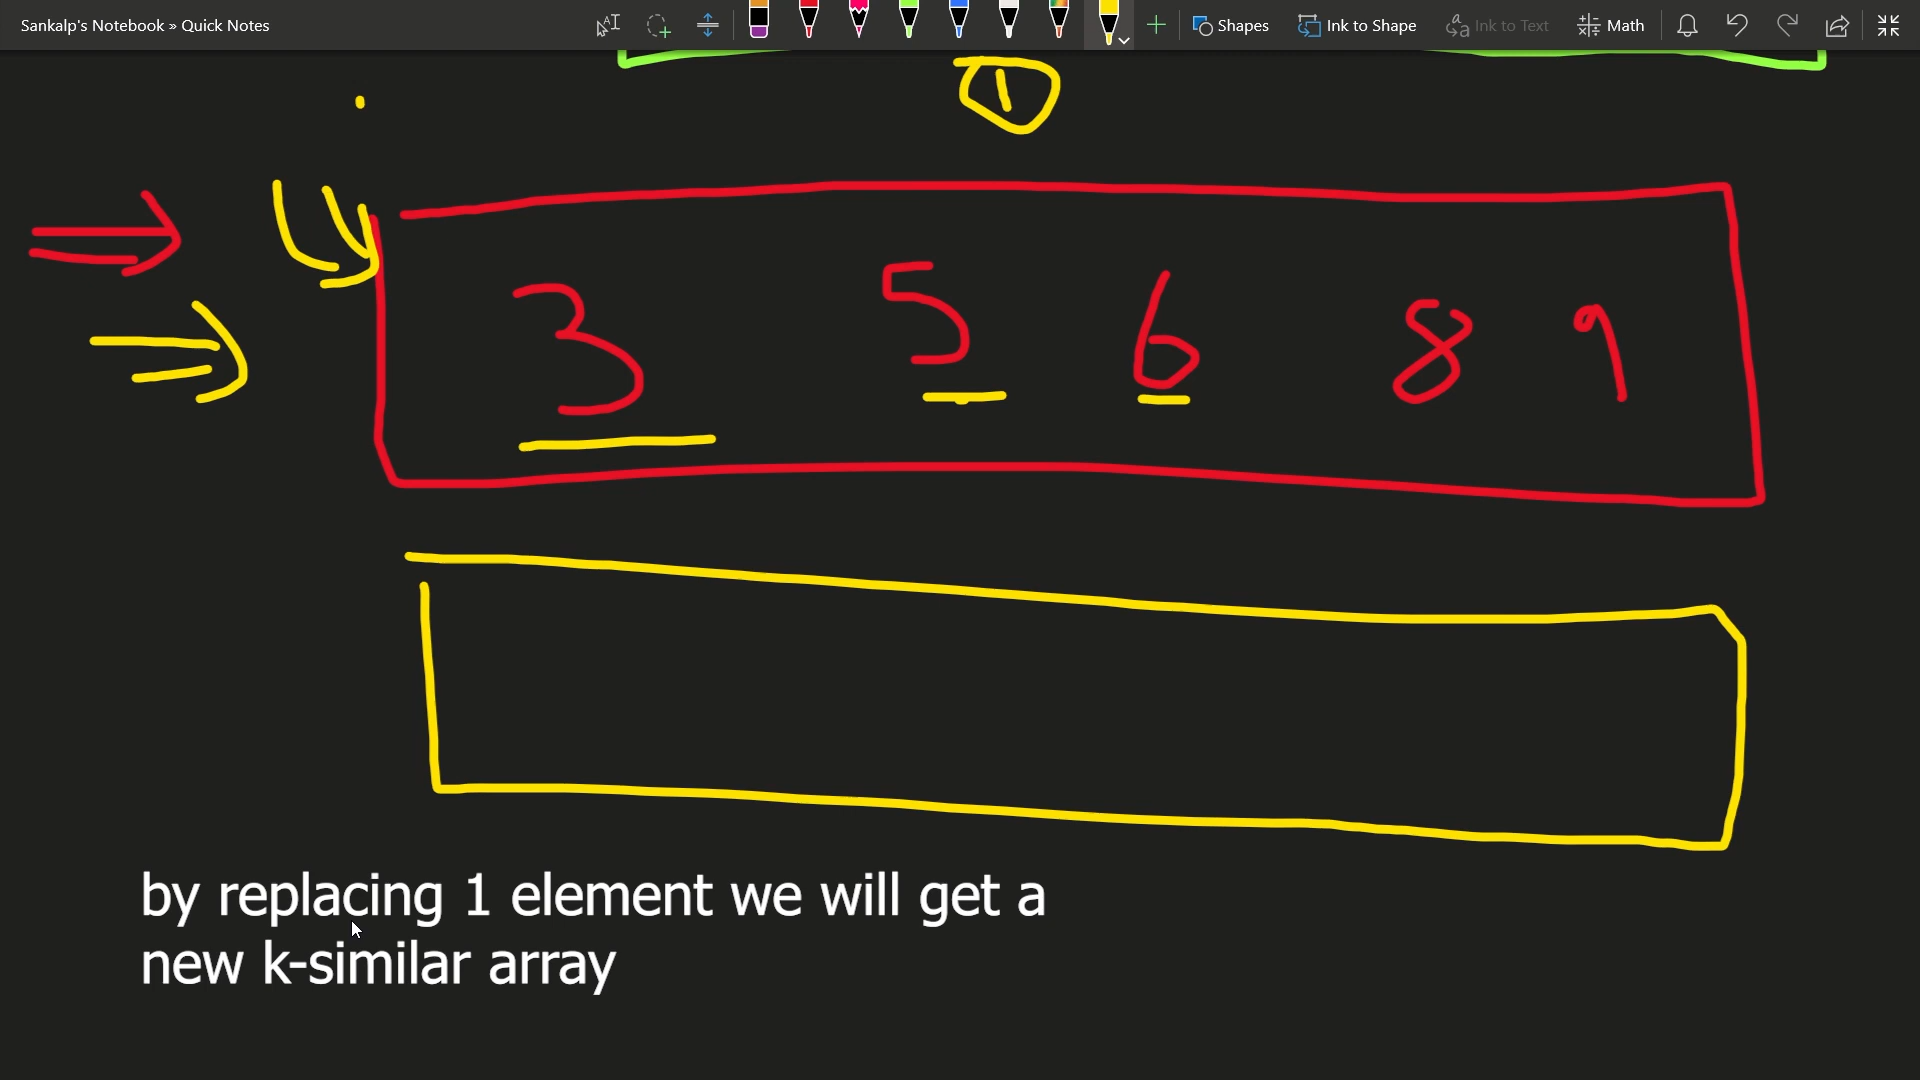 Sankalp's Notebook » Quick Notes
Shapes
Ink to Shape
Ink to Text
Math
1
3 5 6 8 9
by replacing 1 element we will get a
new k-similar array